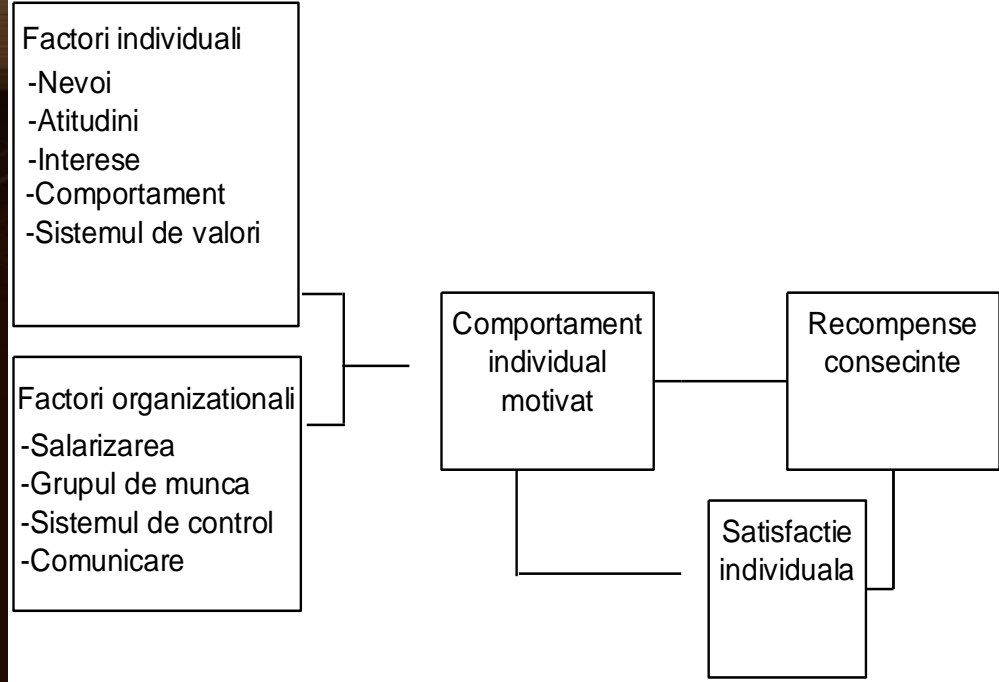 Factori individuali
-Nevoi
-Atitudini
-Interese
-Comportament
-Sistemul de valori
Factori organizationali
-Salarizarea
-Grupul de munca
-Sistemul de control
-Comunicare
Comportament
individual
motivat
Recompense
consecinte
Satisfactie
individuala